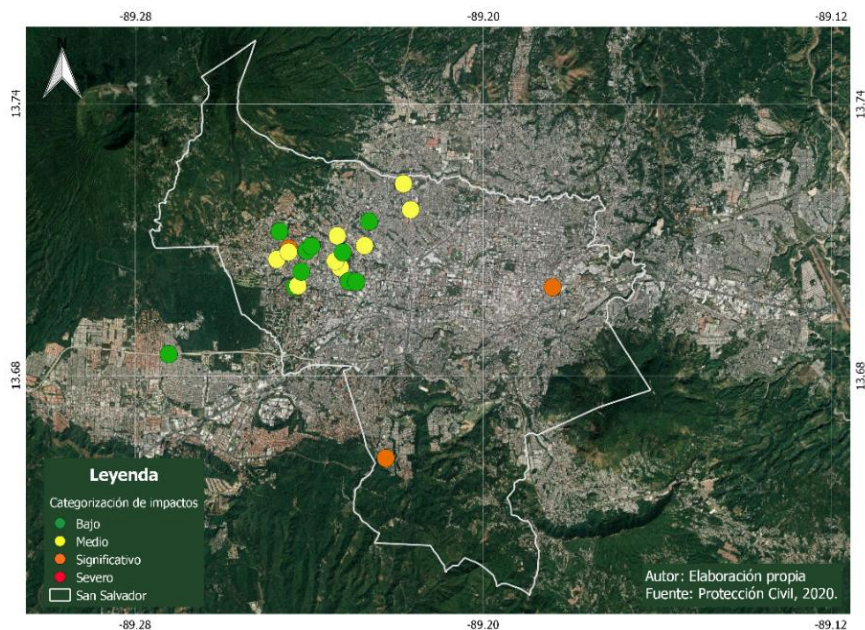 -89.28 -89.20 -89.12
N
13.74 13.74
13.68 13.68
Leyenda
Categorización de impactos
Bajo
Medio
Significativo
Severo
San Salvador
Autor: Elaboración propia
Fuente: Protección Civil, 2020.
-89.28 -89.20 -89.12